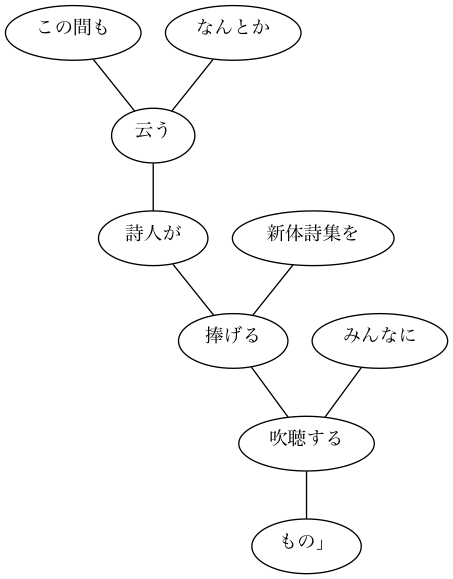 この間も
なんとか
云う
詩人が
新体詩集を
捧げる
みんなに
吹聴する
もの」